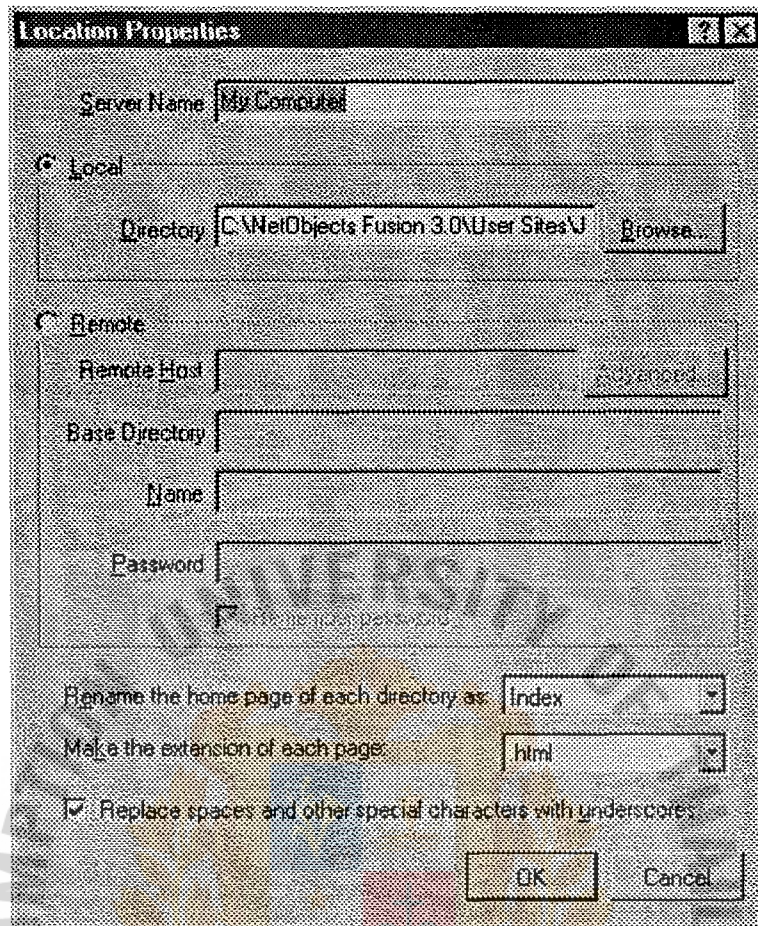 Location Properties
Server Name My Computer
Local
Directory C:\NetObjects Fusion 3.0\User Sites\J Browse...
Remote
Remote Host Advanced...
Base Directory
Name
Password
Rename the home page of each directory as: Index
Make the extension of each page: html
Replace spaces and other special characters with underscores
OK Cancel
UNIVERSITY OF